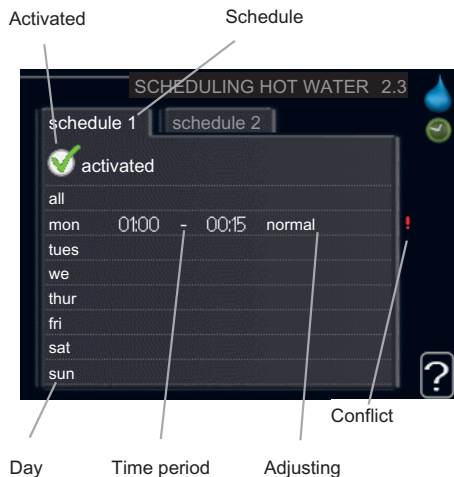 Activated
Schedule
SCHEDULING HOT WATER 2.3
schedule 1
schedule 2
activated
all
mon 01:00 - 00:15 normal !
tues
we
thur
fri
sat
sun
?
Conflict
Day
Time period
Adjusting